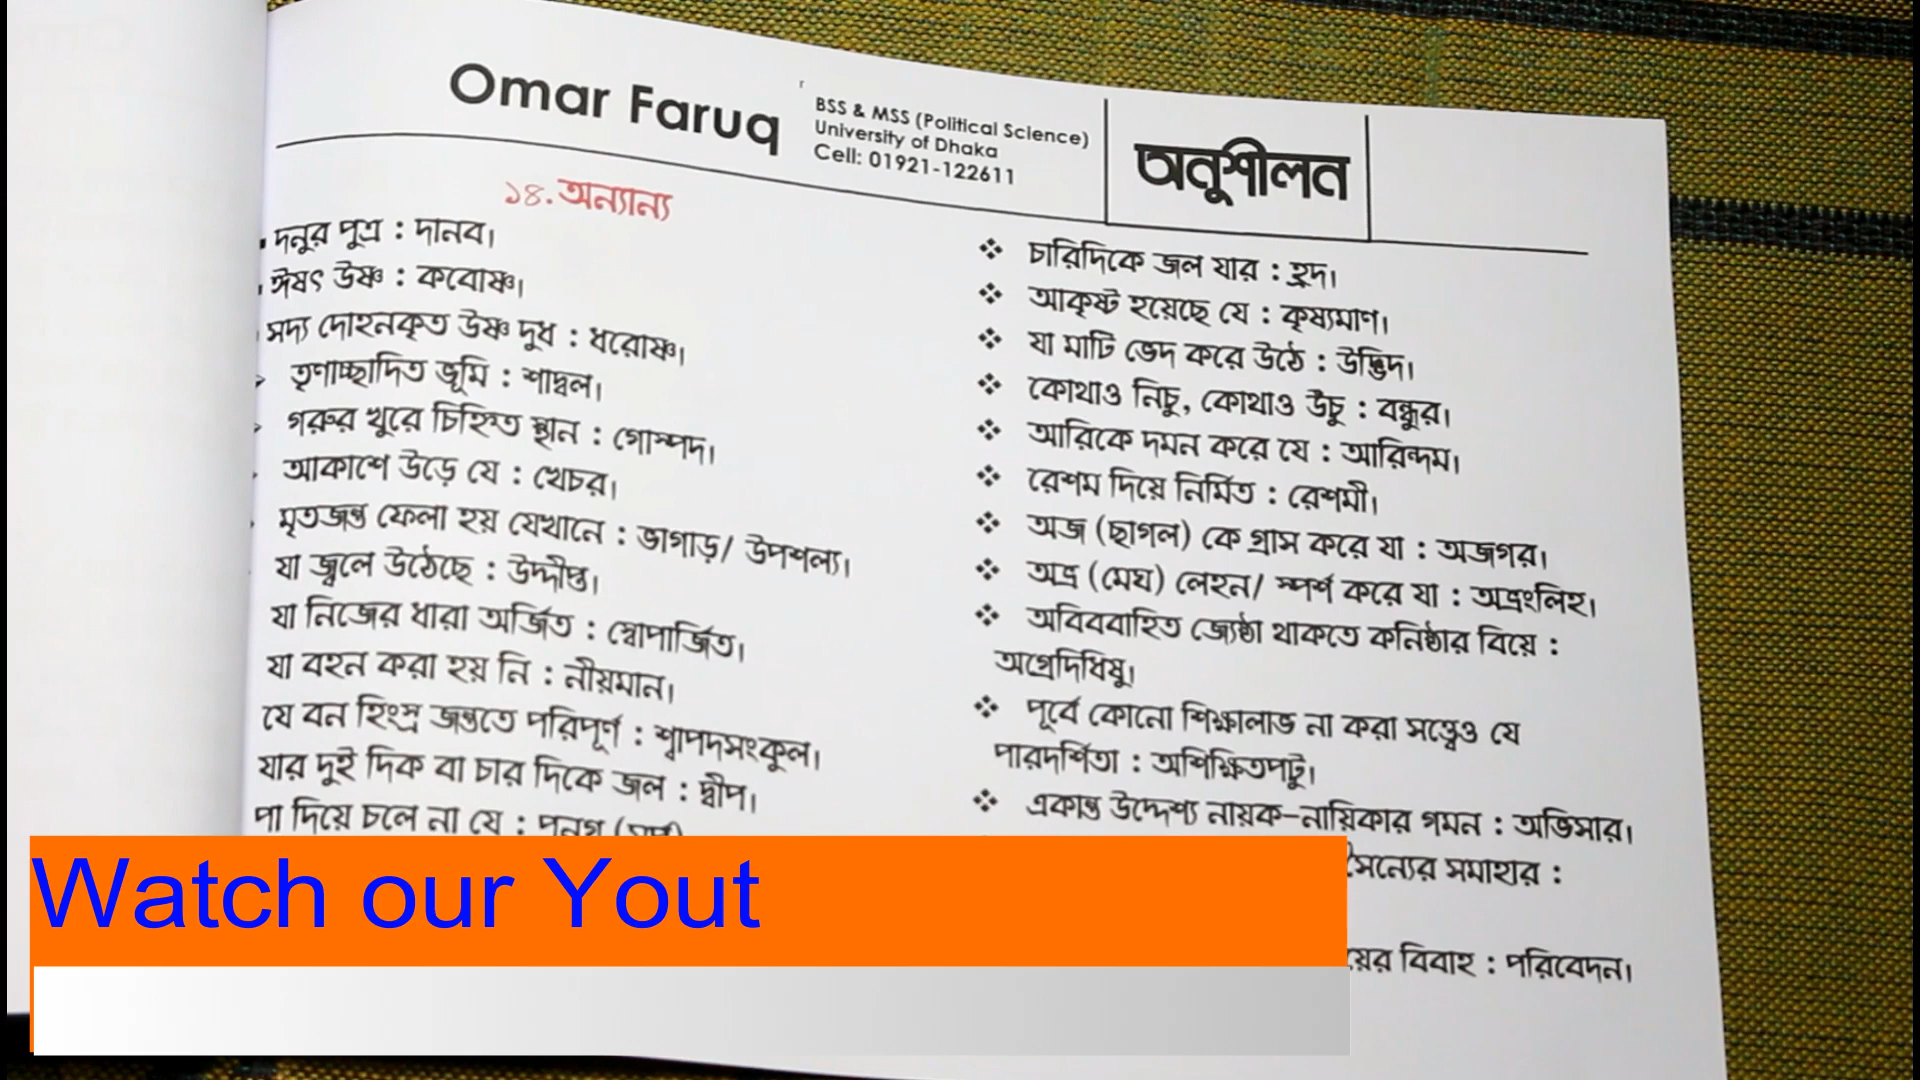 Omar Faruq
BSS & MSS (Political Science)
University of Dhaka
Cell: 01921-122611
অনুশীলন
১৪.অন্যান্য
দনুর পুত্র : দানব।
ঈষৎ উষ্ণ : কবোষ্ণ।
সদ্য দোহনকৃত উষ্ণ দুধ : ধরোষ্ণ।
তৃণাচ্ছাদিত ভূমি : শাদ্বল।
গরুর খুরে চিহ্নিত স্থান : গোস্পদ।
আকাশে উড়ে যে : খেচর।
মৃতজন্তু ফেলা হয় যেখানে : ভাগাড়/ উপশল্য।
যা জ্বলে উঠেছে : উদ্দীপ্ত।
যা নিজের ধারা অর্জিত : স্বোপার্জিত।
যা বহন করা হয় নি : নীয়মান।
যে বন হিংস্র জন্তুতে পরিপূর্ণ : শ্বাপদসংকুল।
যার দুই দিক বা চার দিকে জল : দ্বীপ।
পা দিয়ে চলে না যে :
❖ চারিদিকে জল যার : হ্রদ।
❖ আকৃষ্ট হয়েছে যে : কৃষ্যমাণ।
❖ যা মাটি ভেদ করে উঠে : উদ্ভিদ।
❖ কোথাও নিচু, কোথাও উঁচু : বন্ধুর।
❖ আরিকে দমন করে যে : আরিন্দম।
❖ রেশম দিয়ে নির্মিত : রেশমী।
❖ অজ (ছাগল) কে গ্রাস করে যা : অজগর।
❖ অভ্র (মেঘ) লেহন/ স্পর্শ করে যা : অভ্রংলিহ।
❖ অবিববাহিত জ্যেষ্ঠা থাকতে কনিষ্ঠার বিয়ে :
অগ্রেদিধিষু।
❖ পূর্বে কোনো শিক্ষালাভ না করা সত্ত্বেও যে
পারদর্শিতা : অশিক্ষিতপটু।
❖ একান্ত উদ্দেশ্য নায়ক-নায়িকার গমন : অভিসার।
সৈন্যের সমাহার :
বিবাহ : পরিবেদন।
Watch our Yout